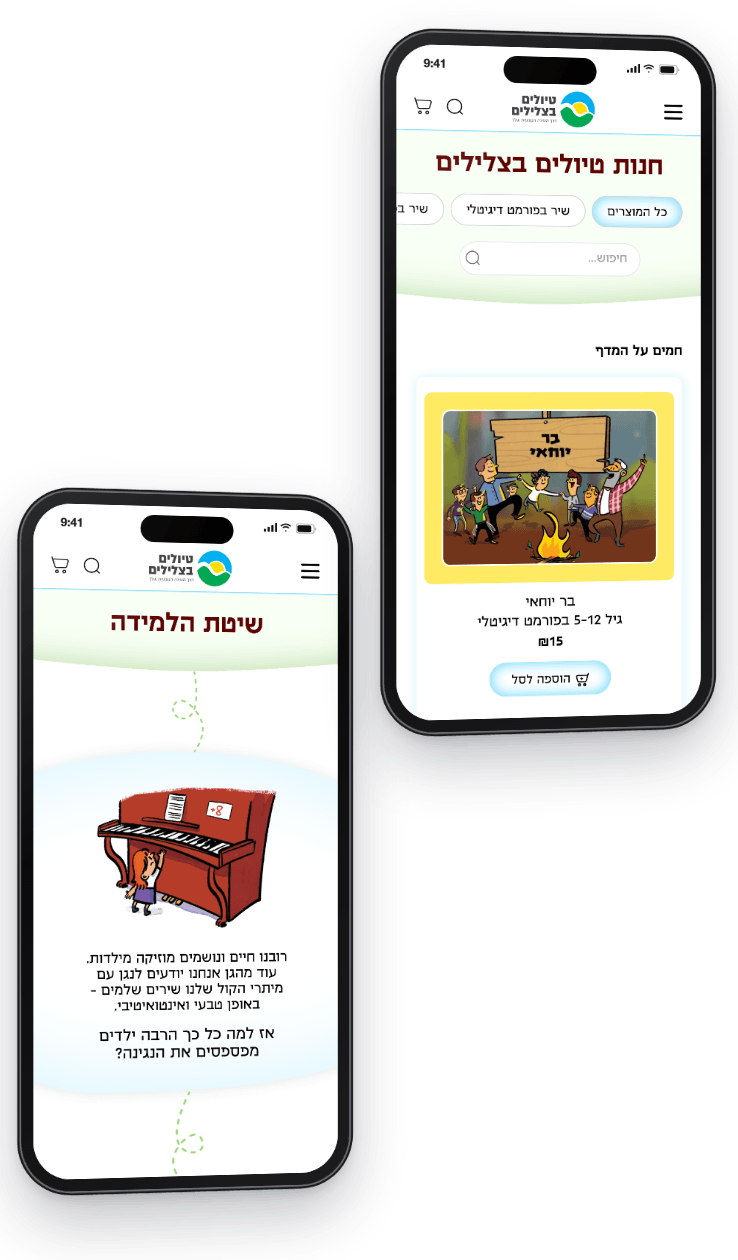 9:41
טיולים
בצלילים
חנות טיולים בצלילים
כל המוצרים
שיר בפורמט דיגיטלי
שיר
חיפוש...
חמים על המדף
בר
יוחאי
בר יוחאי
גיל 5-12 בפורמט דיגיטלי
₪15
הוספה לסל
9:41
טיולים
בצלילים
שיטת הלמידה
+8
רובנו חיים ונושמים מוזיקה מילדות.
עוד מהגן אנחנו יודעים לנגן עם
מיתרי הקול שלנו שירים שלמים -
באופן טבעי ואינטואיטיבי.
אז למה כל כך הרבה ילדים
מפספסים את הנגינה?